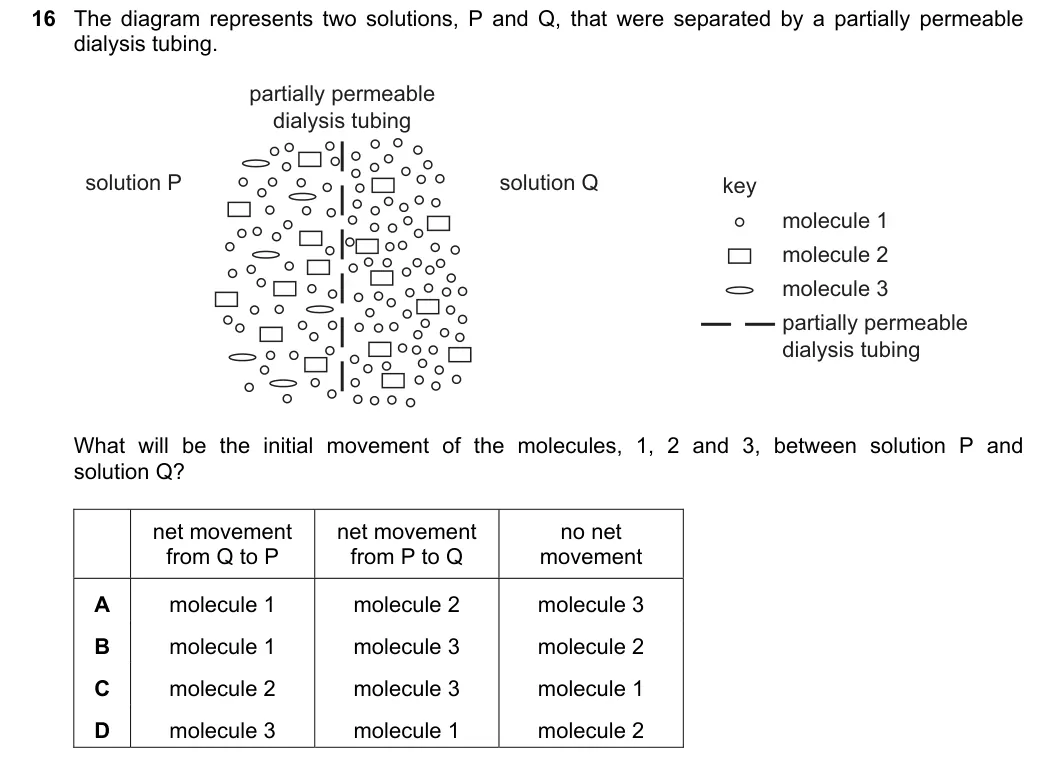 16 The diagram represents two solutions, P and Q, that were separated by a partially permeable
dialysis tubing.
partially permeable
dialysis tubing
solution P
solution Q
key
molecule 1
molecule 2
molecule 3
partially permeable
dialysis tubing
What will be the initial movement of the molecules, 1, 2 and 3, between solution P and
solution Q?
net movement from Q to P net movement from P to Q no net movement
A molecule 1 molecule 2 molecule 3
B molecule 1 molecule 3 molecule 2
C molecule 2 molecule 3 molecule 1
D molecule 3 molecule 1 molecule 2